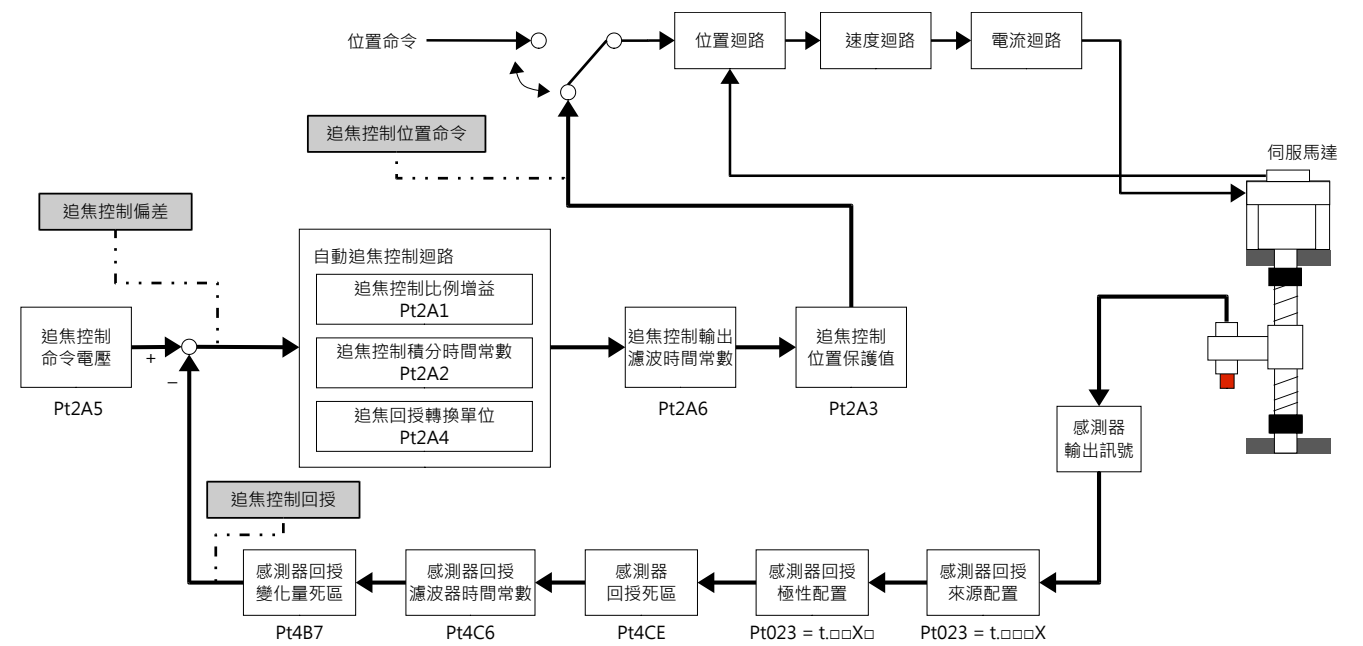 位置命令
位置迴路
速度迴路
電流迴路
追焦控制位置命令
伺服馬達
追焦控制偏差
自動追焦控制迴路
追焦控制比例增益
Pt2A1
追焦控制積分時間常數
Pt2A2
追焦回授轉換單位
Pt2A4
追焦控制
命令電壓
+
−
Pt2A5
追焦控制輸出
濾波時間常數
Pt2A6
追焦控制
位置保護值
Pt2A3
感測器
輸出訊號
追焦控制回授
感測器回授
變化量死區
Pt4B7
感測器回授
濾波器時間常數
Pt4C6
感測器
回授死區
Pt4CE
感測器回授
極性配置
Pt023 = t.□□X□
感測器回授
來源配置
Pt023 = t.□□□X